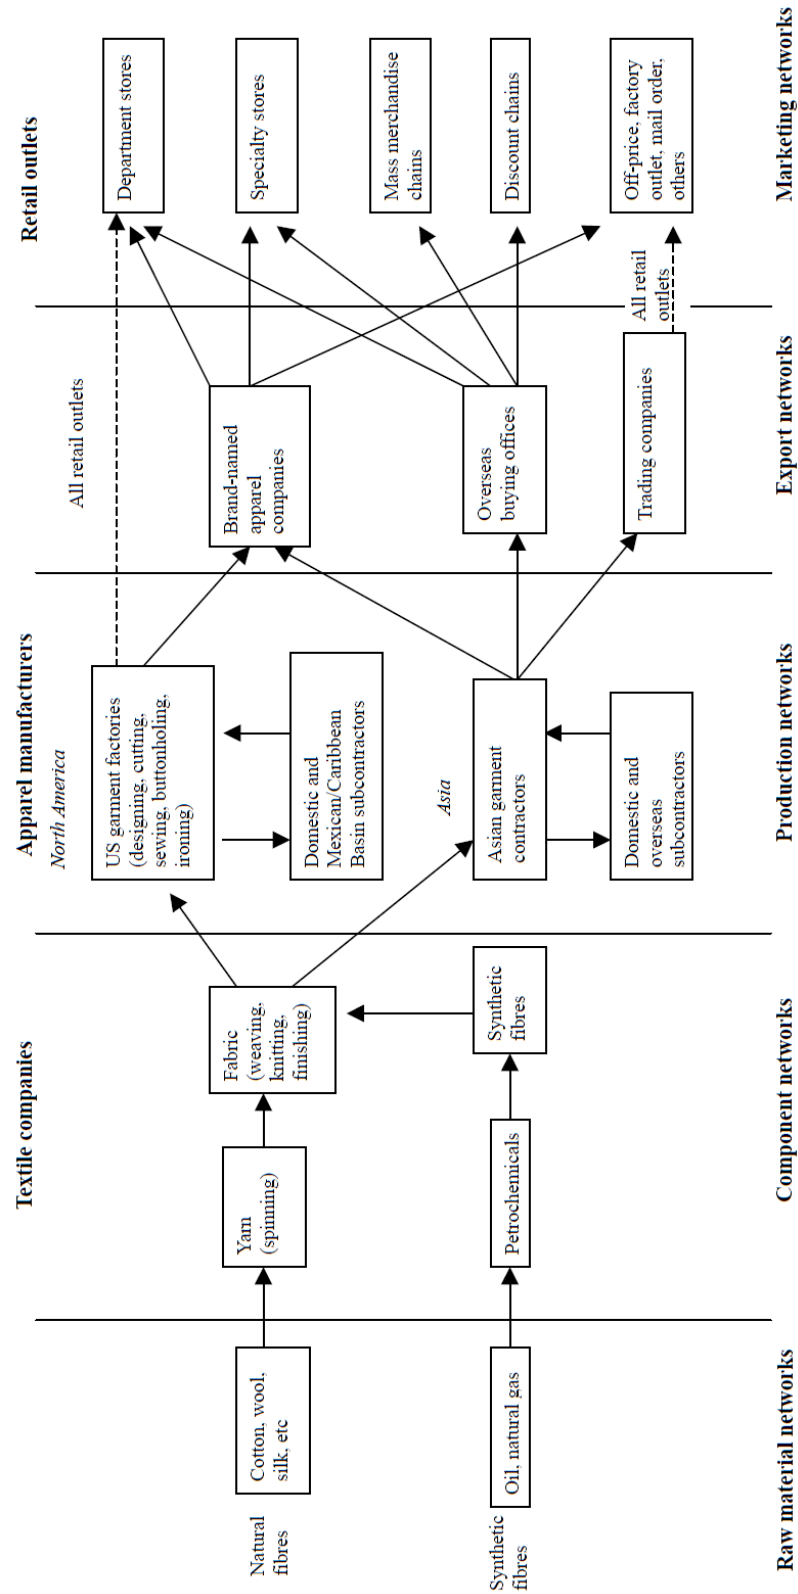 Textile companies
Apparel manufacturers
Retail outlets
North America
Asia
Natural
fibres
Cotton, wool,
silk, etc
Synthetic
fibres
Oil, natural gas
Yarn
(spinning)
Petrochemicals
Fabric
(weaving,
knitting,
finishing)
Synthetic
fibres
US garment factories
(designing, cutting,
sewing, buttonholing,
ironing)
Domestic and
Mexican/Caribbean
Basin subcontractors
Asian garment
contractors
Domestic and
overseas
subcontractors
All retail outlets
Brand-named
apparel
companies
Overseas
buying offices
Trading companies
All retail
outlets
Department stores
Specialty stores
Mass merchandise
chains
Discount chains
Off-price, factory
outlet, mail order,
others
Raw material networks
Component networks
Production networks
Export networks
Marketing networks